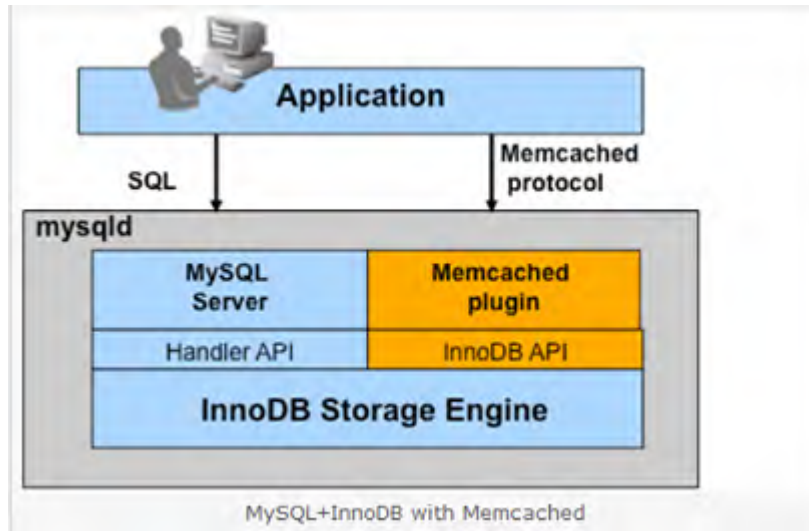 Application
SQL
Memcached
protocol
mysqld
MySQL
Server
Memcached
plugin
Handler API
InnoDB API
InnoDB Storage Engine
MySQL+InnoDB with Memcached